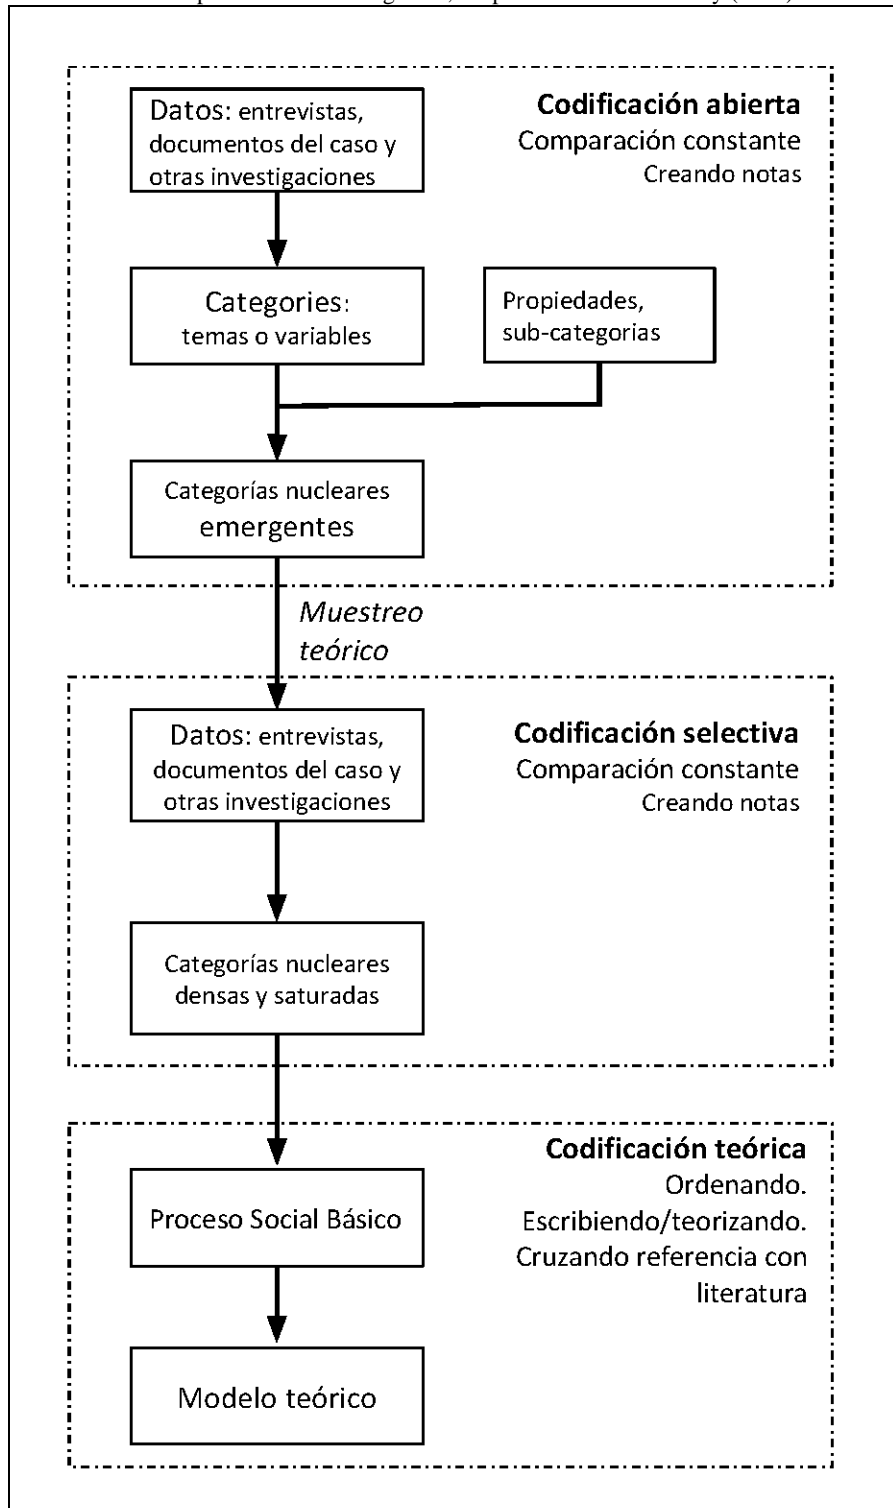 Datos: entrevistas,
documentos del caso y
otras investigaciones
Codificación abierta
Comparación constante
Creando notas
Categories:
temas o variables
Propiedades,
sub-categorias
Categorías nucleares
emergentes
Muestreo
teórico
Datos: entrevistas,
documentos del caso y
otras investigaciones
Codificación selectiva
Comparación constante
Creando notas
Categorías nucleares
densas y saturadas
Codificación teórica
Ordenando.
Escribiendo/teorizando.
Cruzando referencia con
literatura
Proceso Social Básico
Modelo teórico